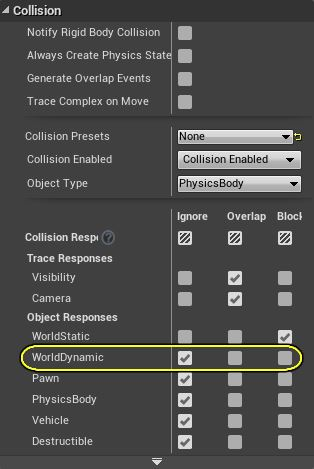 Collision
Notify Rigid Body Collision
Always Create Physics State
Generate Overlap Events
Trace Complex on Move
Collision Presets None
Collision Enabled Collision Enabled
Object Type PhysicsBody
Ignore Overlap Block
Collision Respo ?
Trace Responses
Visibility
Camera
Object Responses
WorldStatic
WorldDynamic
Pawn
PhysicsBody
Vehicle
Destructible